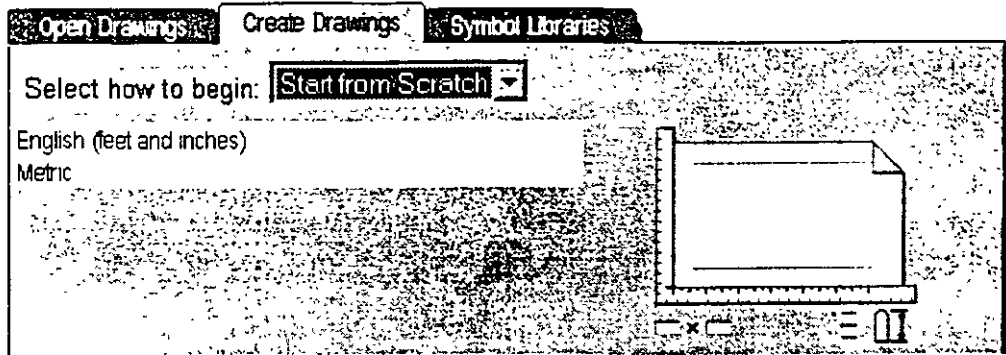 Open Drawings Create Drawings Symbol Libraries
Select how to begin: Start from Scratch
English (feet and inches)
Metric